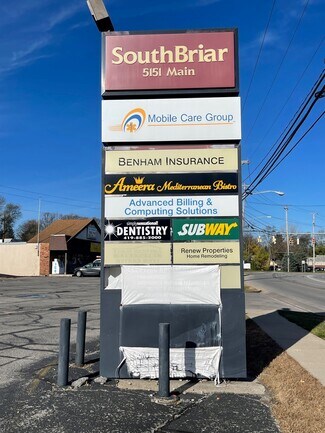 SouthBriar
5151 Main
Mobile Care Group
BENHAM INSURANCE
Ameera Mediterranean Bistro
Advanced Billing &
Computing Solutions
DENTISTRY
419-885-2000
SUBWAY
Renew Properties
Home Remodeling